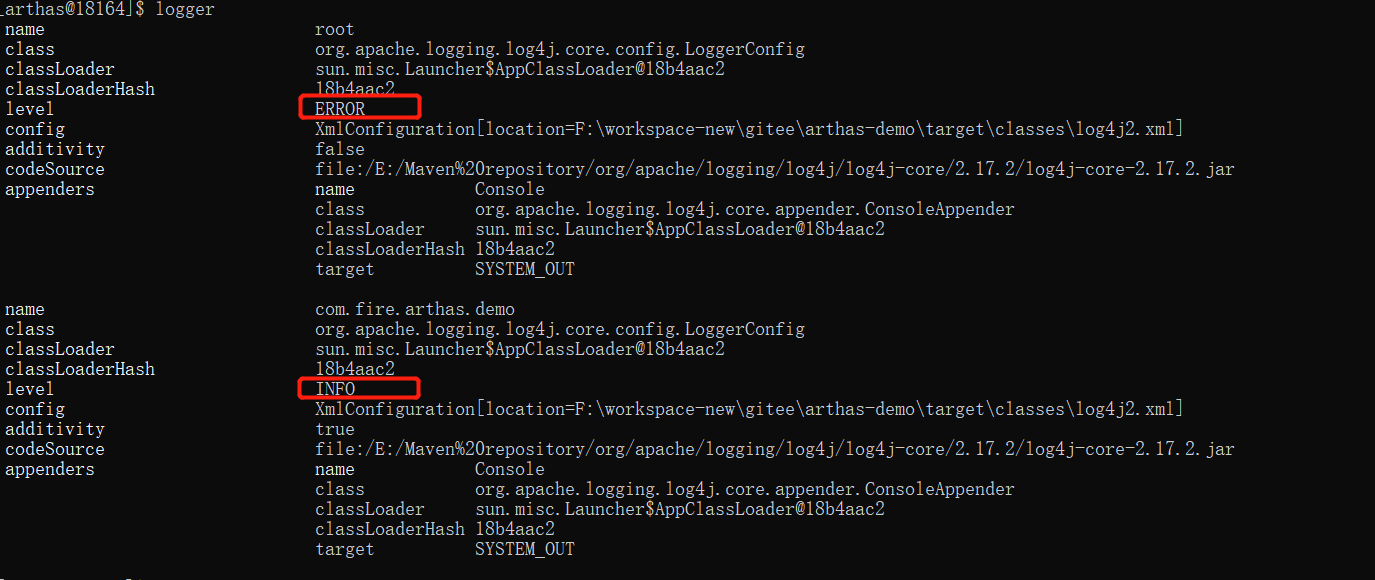 _arthas@18164]$ logger
name root
class org.apache.logging.log4j.core.config.LoggerConfig
classLoader sun.misc.Launcher$AppClassLoader@18b4aac2
classLoaderHash 18b4aac2
level ERROR
config XmlConfiguration[location=F:\workspace-new\gitee\arthas-demo\target\classes\log4j2.xml]
additivity false
codeSource file:/E:/Maven%20repository/org/apache/logging/log4j/log4j-core/2.17.2/log4j-core-2.17.2.jar
appenders name Console
class org.apache.logging.log4j.core.appender.ConsoleAppender
classLoader sun.misc.Launcher$AppClassLoader@18b4aac2
classLoaderHash 18b4aac2
target SYSTEM_OUT
name com.fire.arthas.demo
class org.apache.logging.log4j.core.config.LoggerConfig
classLoader sun.misc.Launcher$AppClassLoader@18b4aac2
classLoaderHash 18b4aac2
level INFO
config XmlConfiguration[location=F:\workspace-new\gitee\arthas-demo\target\classes\log4j2.xml]
additivity true
codeSource file:/E:/Maven%20repository/org/apache/logging/log4j/log4j-core/2.17.2/log4j-core-2.17.2.jar
appenders name Console
class org.apache.logging.log4j.core.appender.ConsoleAppender
classLoader sun.misc.Launcher$AppClassLoader@18b4aac2
classLoaderHash 18b4aac2
target SYSTEM_OUT